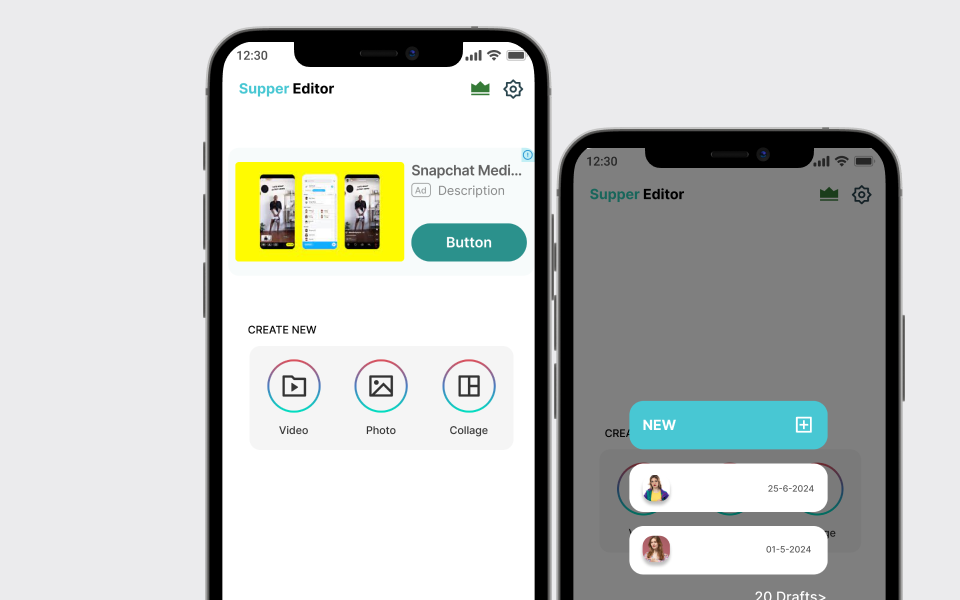 12:30
Supper Editor
Snapchat Medi...
Ad Description
Button
CREATE NEW
Video
Photo
Collage
12:30
Supper Editor
NEW
25-6-2024
01-5-2024
20 Drafts>